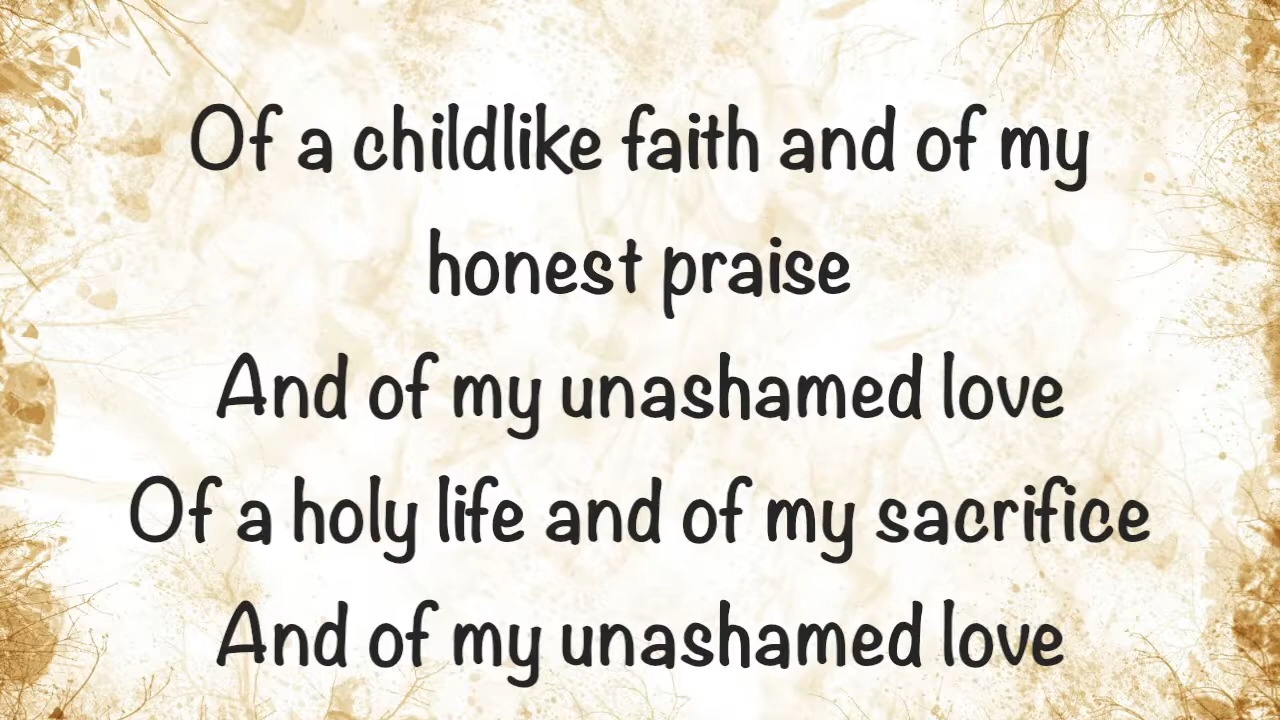 Of a childlike faith and of my
honest praise
And of my unashamed love
Of a holy life and of my sacrifice
And of my unashamed love